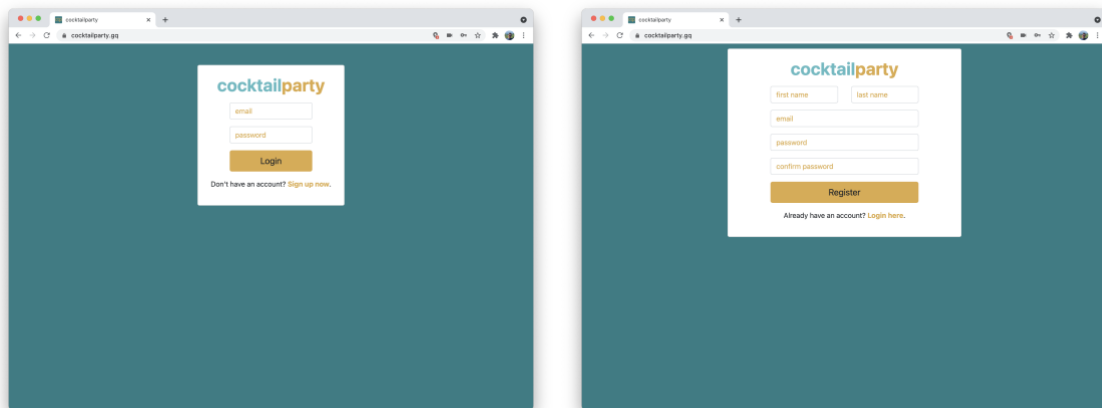 cocktailparty
cocktailparty.gq
cocktailparty
email
password
Login
Don't have an account? Sign up now.
cocktailparty
cocktailparty.gq
cocktailparty
first name last name
email
password
confirm password
Register
Already have an account? Login here.